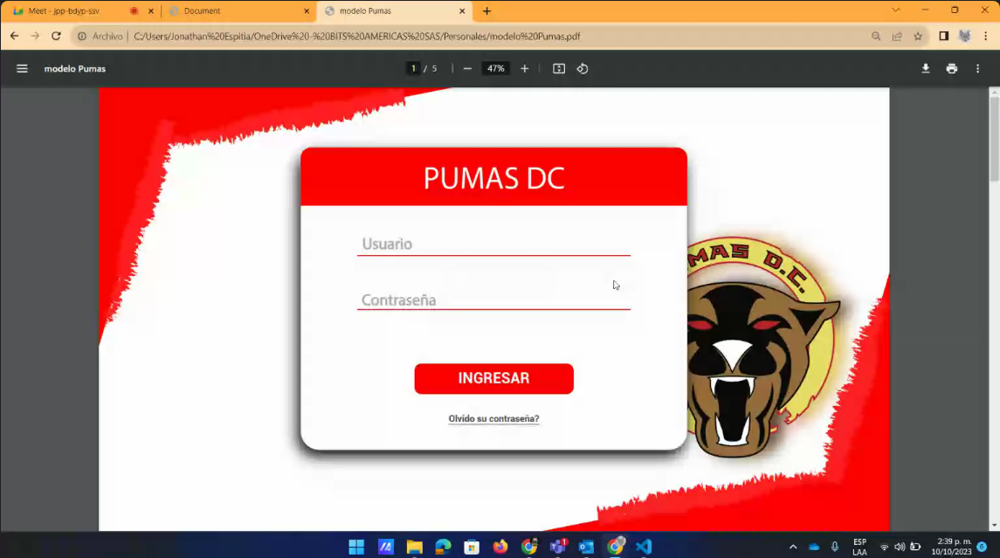 Meet - jpp-bdyp-ssv
Document
modelo Pumas
Archivo
C:/Users/Jonathan%20Espitia/OneDrive%20-%20BITS%20AMERICAS%20SAS/Personales/modelo%20Pumas.pdf
modelo Pumas
1 / 5
47%
PUMAS DC
Usuario
Contraseña
INGRESAR
Olvido su contraseña?
MAS D.C.
ESP
LAA
2:39 p. m.
10/10/2023
6